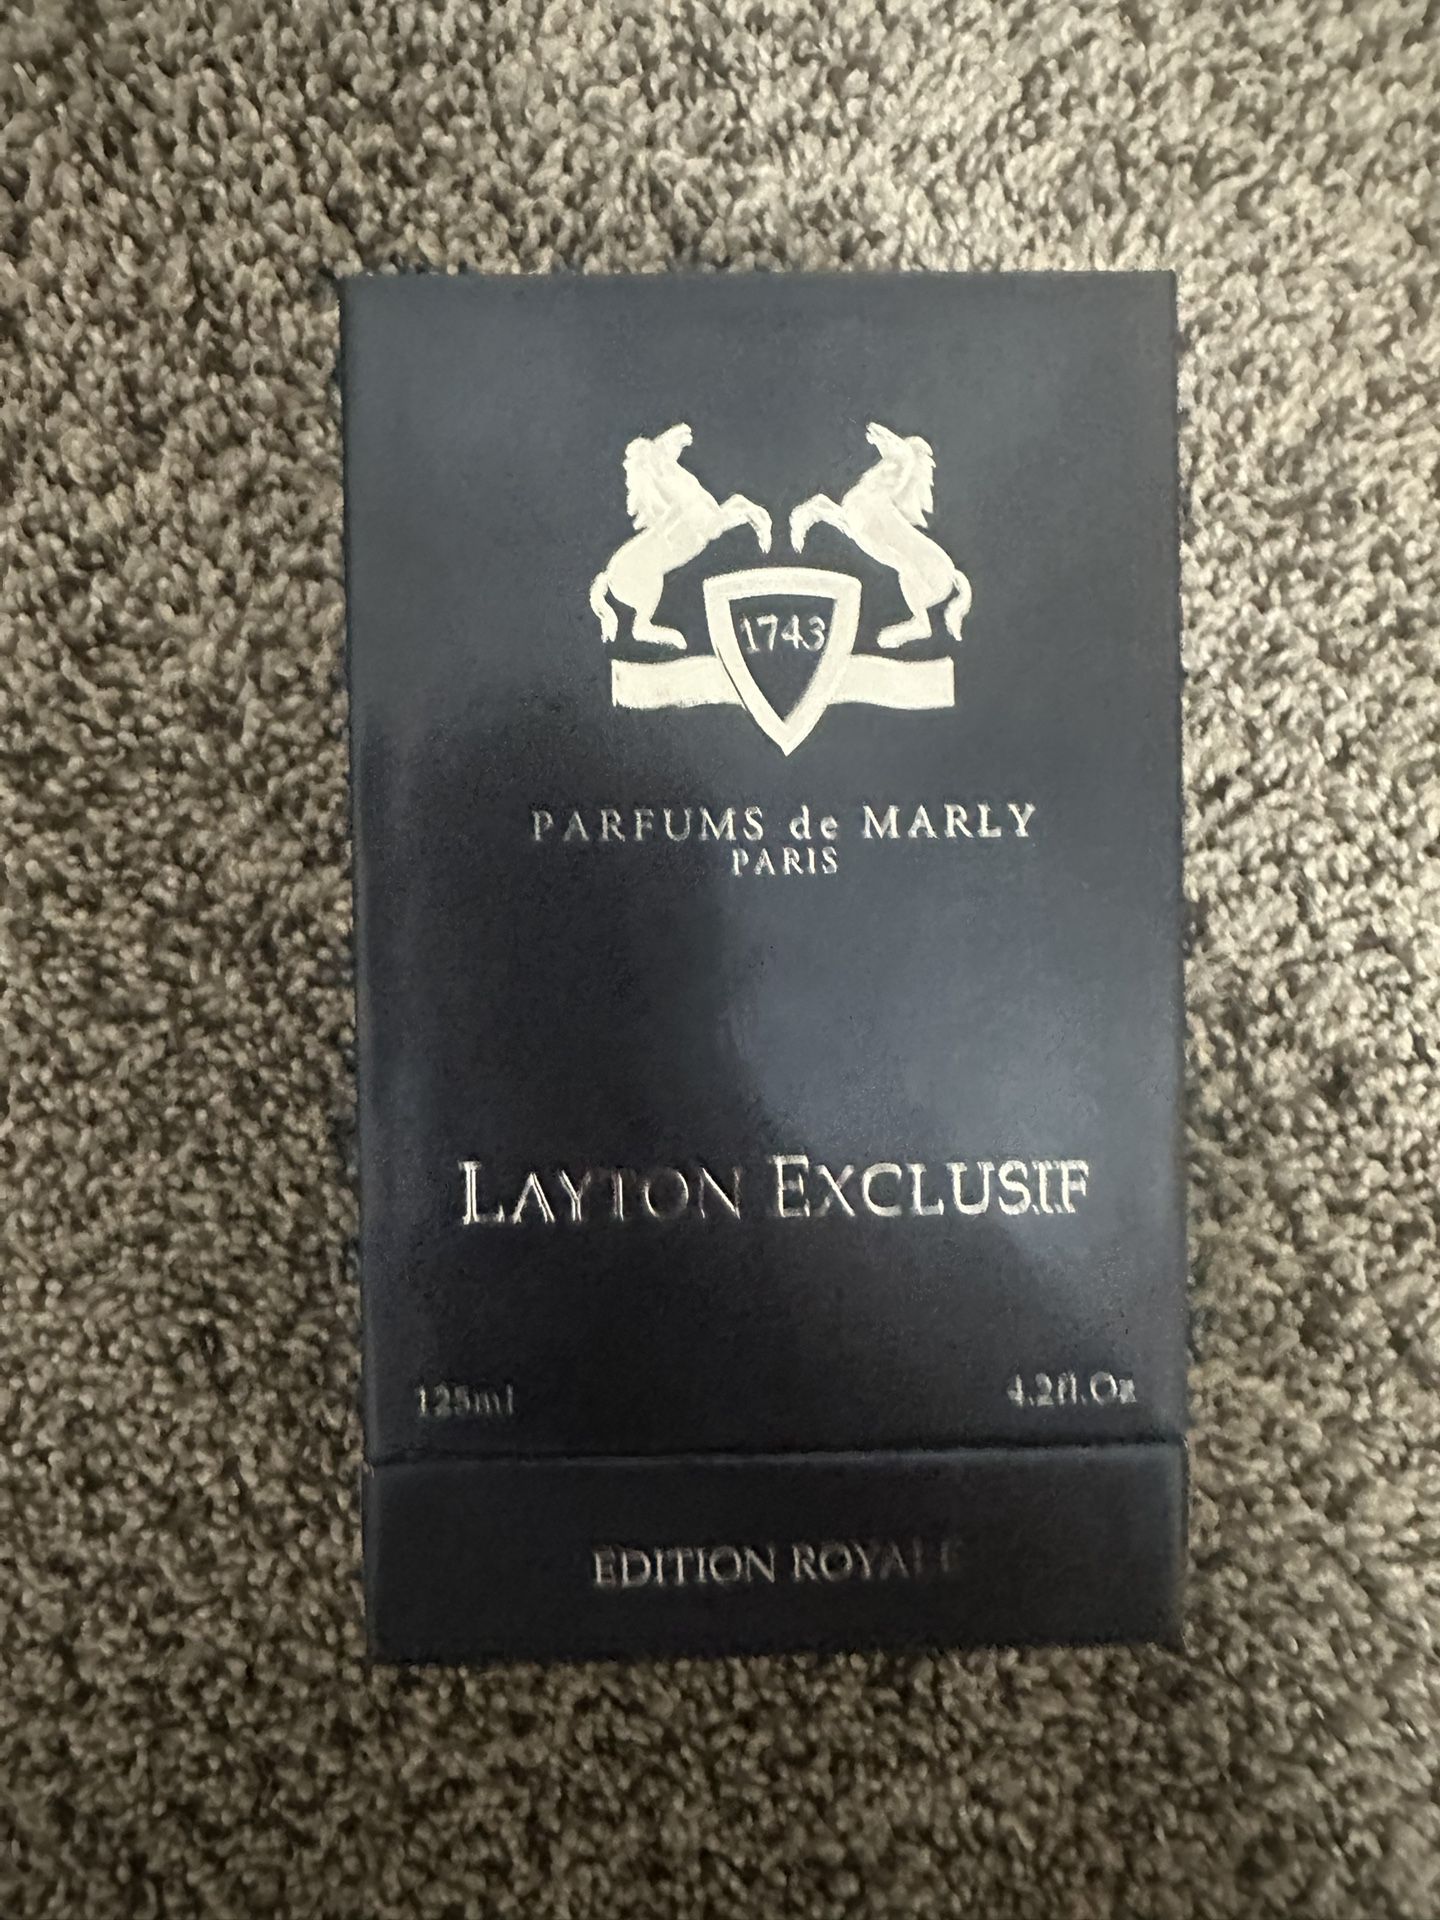 1743
PARFUMS de MARLY
PARIS
LAYTON EXCLUSIF
125ml 4.2fl.Oz
EDITION ROYALE